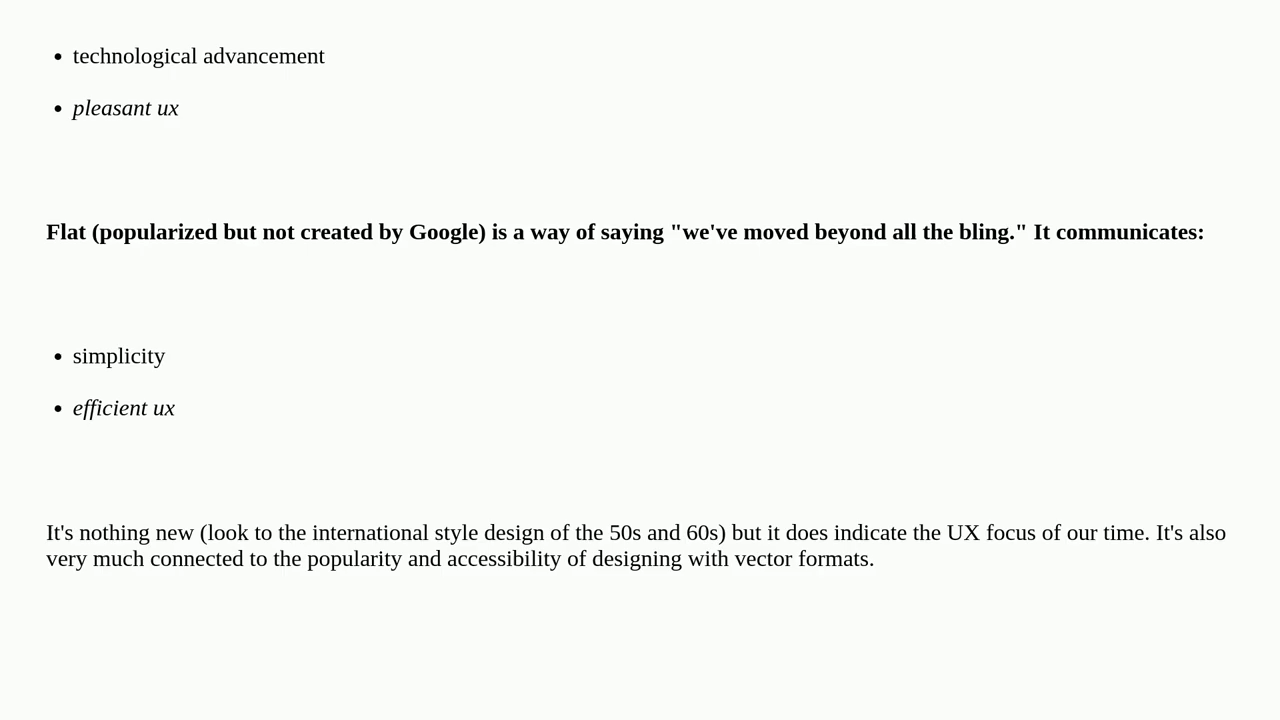 • technological advancement
• pleasant ux
Flat (popularized but not created by Google) is a way of saying "we've moved beyond all the bling." It communicates:
• simplicity
• efficient ux
It's nothing new (look to the international style design of the 50s and 60s) but it does indicate the UX focus of our time. It's also
very much connected to the popularity and accessibility of designing with vector formats.